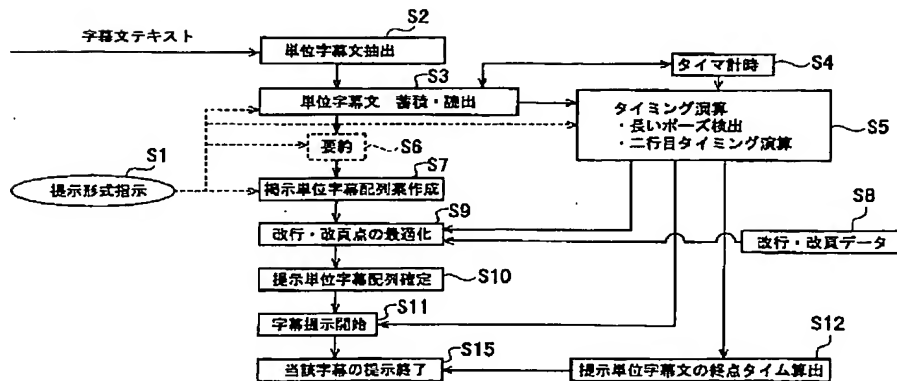 S2
字幕文テキスト
単位字幕文抽出
S3
S4
タイマ計時
単位字幕文 蓄積・読出
タイミング演算
・長いポーズ検出
・二行目タイミング演算
S5
要約
S6
S1
提示形式指示
S7
掲示単位字幕配列案作成
S9
S8
改行・改頁点の最適化
改行・改頁データ
提示単位字幕配列確定
S10
S11
字幕提示開始
S12
S15
当該字幕の提示終了
提示単位字幕文の終点タイム算出